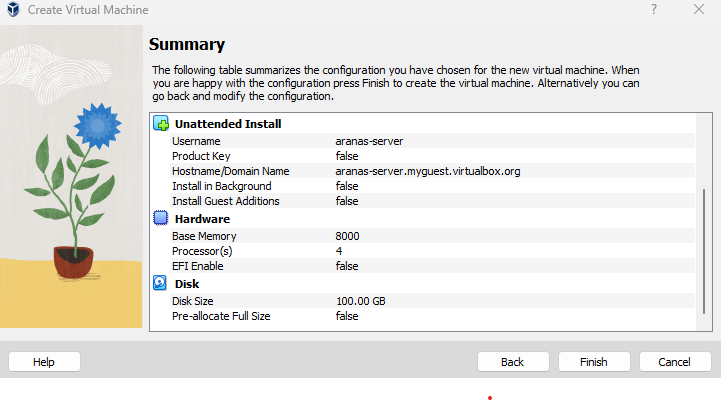 Create Virtual Machine
Summary
The following table summarizes the configuration you have chosen for the new virtual machine. When
you are happy with the configuration press Finish to create the virtual machine. Alternatively you can
go back and modify the configuration.
Unattended Install
Username aranas-server
Product Key false
Hostname/Domain Name aranas-server.myguest.virtualbox.org
Install in Background false
Install Guest Additions false
Hardware
Base Memory 8000
Processor(s) 4
EFI Enable false
Disk
Disk Size 100.00 GB
Pre-allocate Full Size false
Help Back Finish Cancel